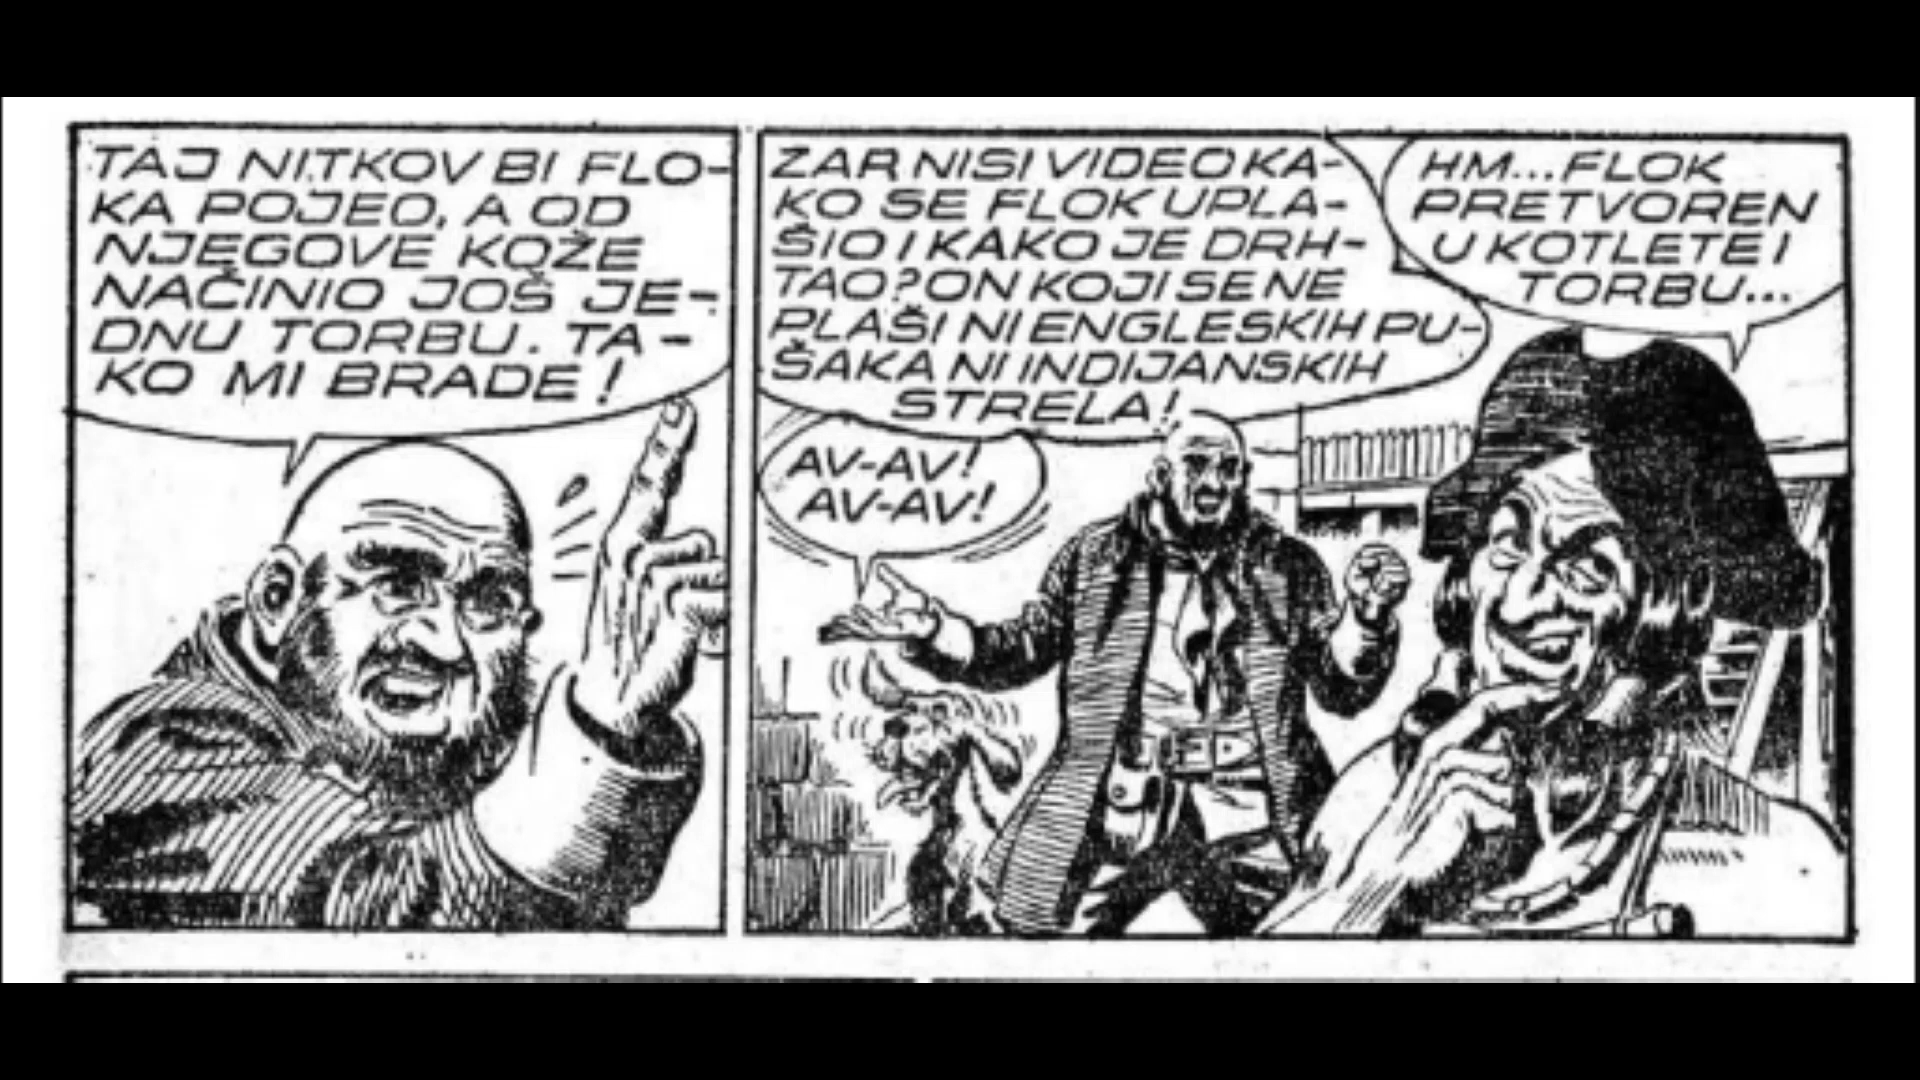 TAJ NITKOV BI FLO-
KA POJEO, A OD
NJEGOVE KOŽE
NAČINIO JOŠ JE-
DNU TORBU. TA-
KO MI BRADE!
ZAR NISI VIDEO KA-
KO SE FLOK UPLA-
ŠIO I KAKO JE DRH-
TAO? ON KOJI SE NE
PLAŠI NI ENGLESKIH PU-
ŠAKA NI INDIJANSKIH
STRELA!
AV-AV!
AV-AV!
HM...FLOK
PRETVOREN
U KOTLETE I
TORBU...